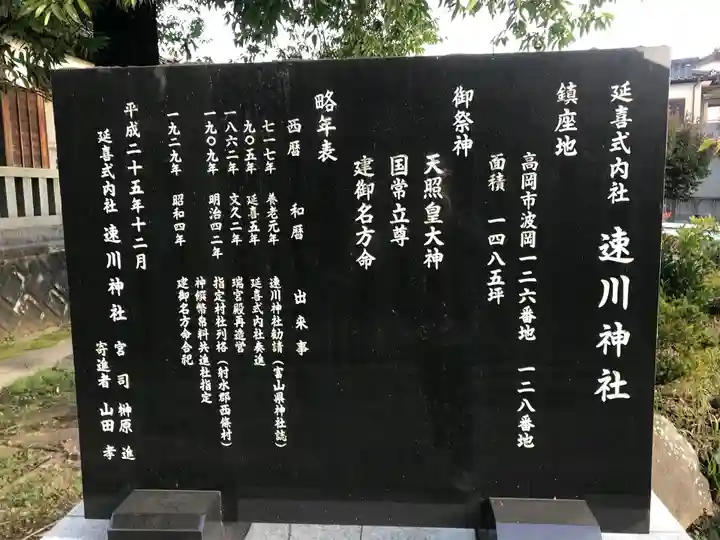 延喜式内社 速川神社
鎮座地
高岡市波岡一二六番地 一二八番地
面積 一四八五坪
御祭神
天照皇大神
国常立尊
建御名方命
略年表
西暦 和暦 出来事
七一七年 養老元年 速川神社勧請(富山県神社誌)
九〇五年 延喜五年 延喜式内社奏進
一八六二年 文久二年 瑞宮殿再造営
一九〇九年 明治四二年 指定村社列格(射水郡西條村)
神饌幣帛料共進社指定
一九二九年 昭和四年 建御名方命合祀
平成二十五年十二月
延喜式内社 速川神社 宮司 榊原 進
寄進者 山田 孝